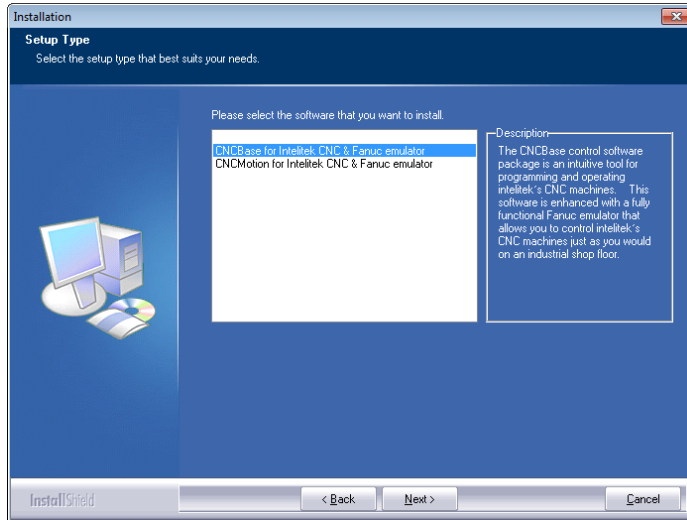 Installation
Setup Type
Select the setup type that best suits your needs.
Please select the software that you want to install.
CNCBase for Intelitek CNC & Fanuc emulator
CNCMotion for Intelitek CNC & Fanuc emulator
Description
The CNCBase control software
package is an intuitive tool for
programming and operating
intelitek's CNC machines. This
software is enhanced with a fully
functional Fanuc emulator that
allows you to control intelitek's
CNC machines just as you would
on an industrial shop floor.
InstallShield
< Back
Next >
Cancel